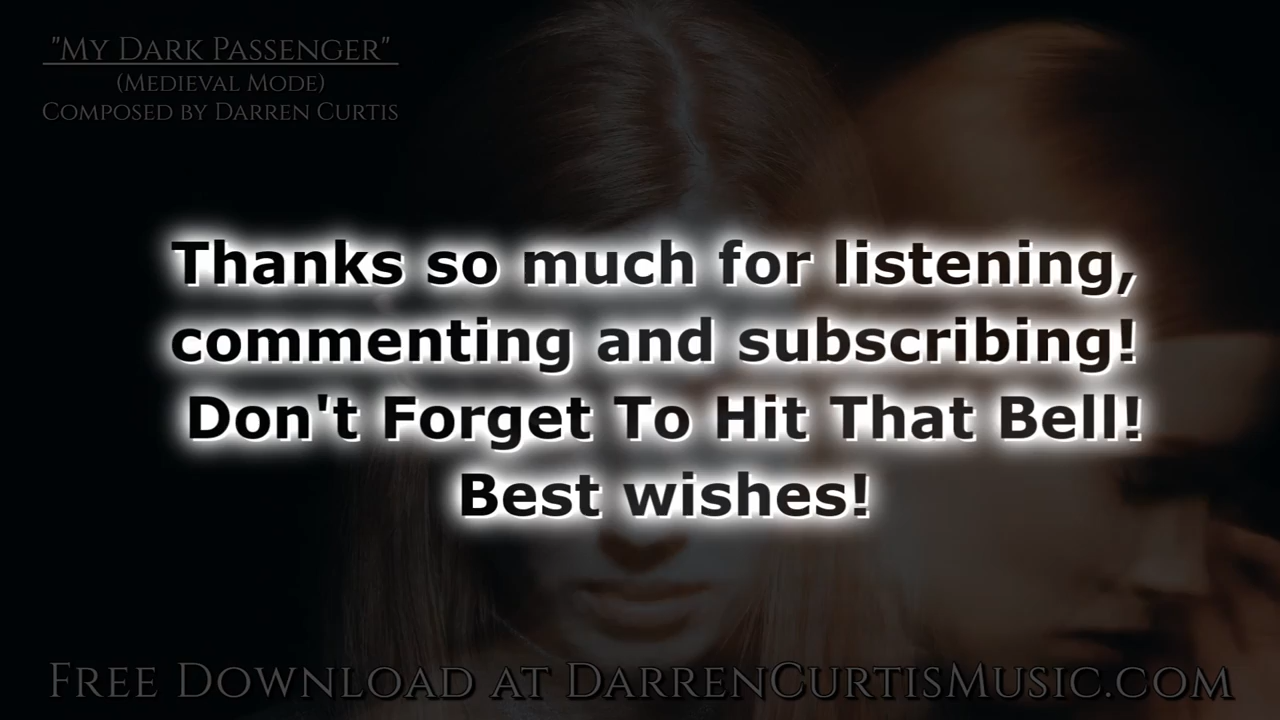 "My Dark Passenger"
(Medieval Mode)
Composed by Darren Curtis
Thanks so much for listening,
commenting and subscribing!
Don't Forget To Hit That Bell!
Best wishes!
Free Download at DarrenCurtisMusic.com